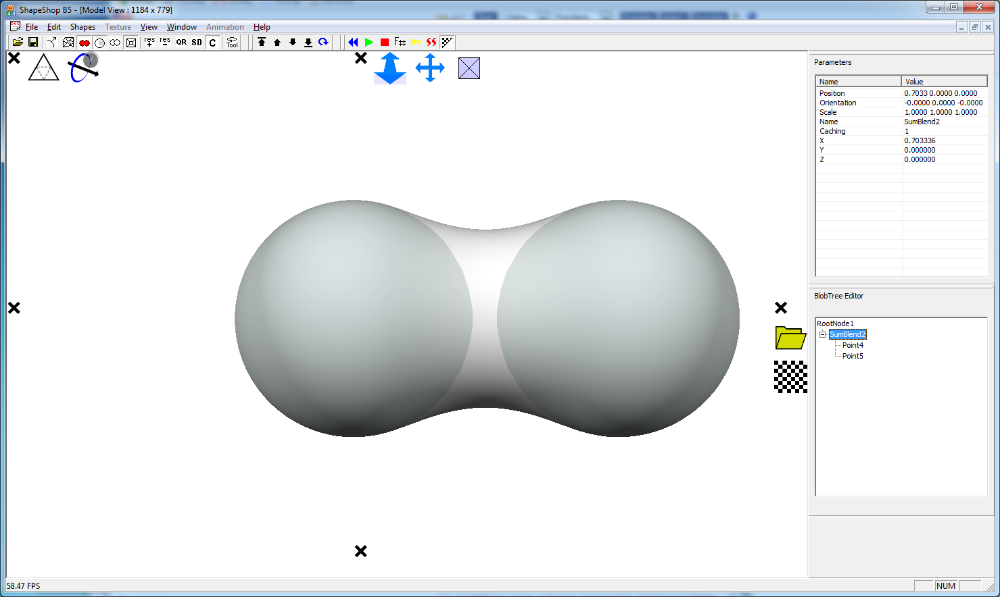 ShapeShop B5 - [Model View : 1184 x 779]
File Edit Shapes Texture View Window Animation Help
res + res - QR SD C Tool F#
Parameters
Name Value
Position 0.7033 0.0000 0.0000
Orientation -0.0000 0.0000 -0.0000
Scale 1.0000 1.0000 1.0000
Name SumBlend2
Caching 1
X 0.703336
Y 0.000000
Z 0.000000
BlobTree Editor
RootNode1
SumBlend2
Point4
Point5
58.47 FPS
NUM